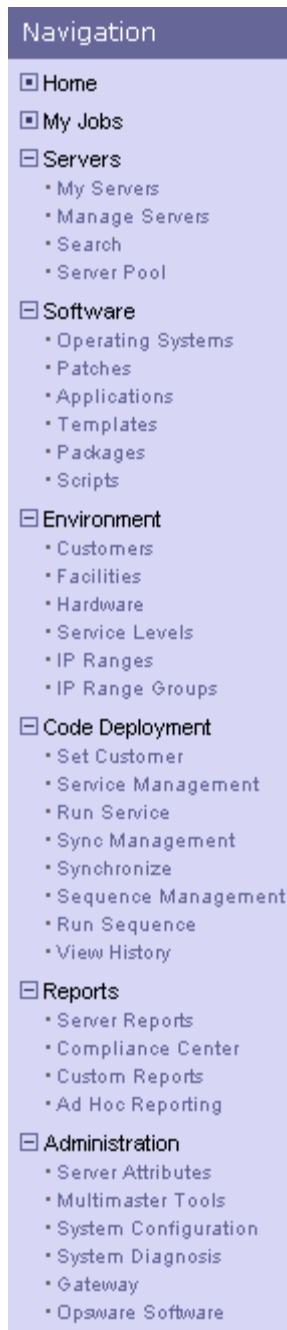 Navigation
Home
My Jobs
Servers
My Servers
Manage Servers
Search
Server Pool
Software
Operating Systems
Patches
Applications
Templates
Packages
Scripts
Environment
Customers
Facilities
Hardware
Service Levels
IP Ranges
IP Range Groups
Code Deployment
Set Customer
Service Management
Run Service
Sync Management
Synchronize
Sequence Management
Run Sequence
View History
Reports
Server Reports
Compliance Center
Custom Reports
Ad Hoc Reporting
Administration
Server Attributes
Multimaster Tools
System Configuration
System Diagnosis
Gateway
Opsware Software